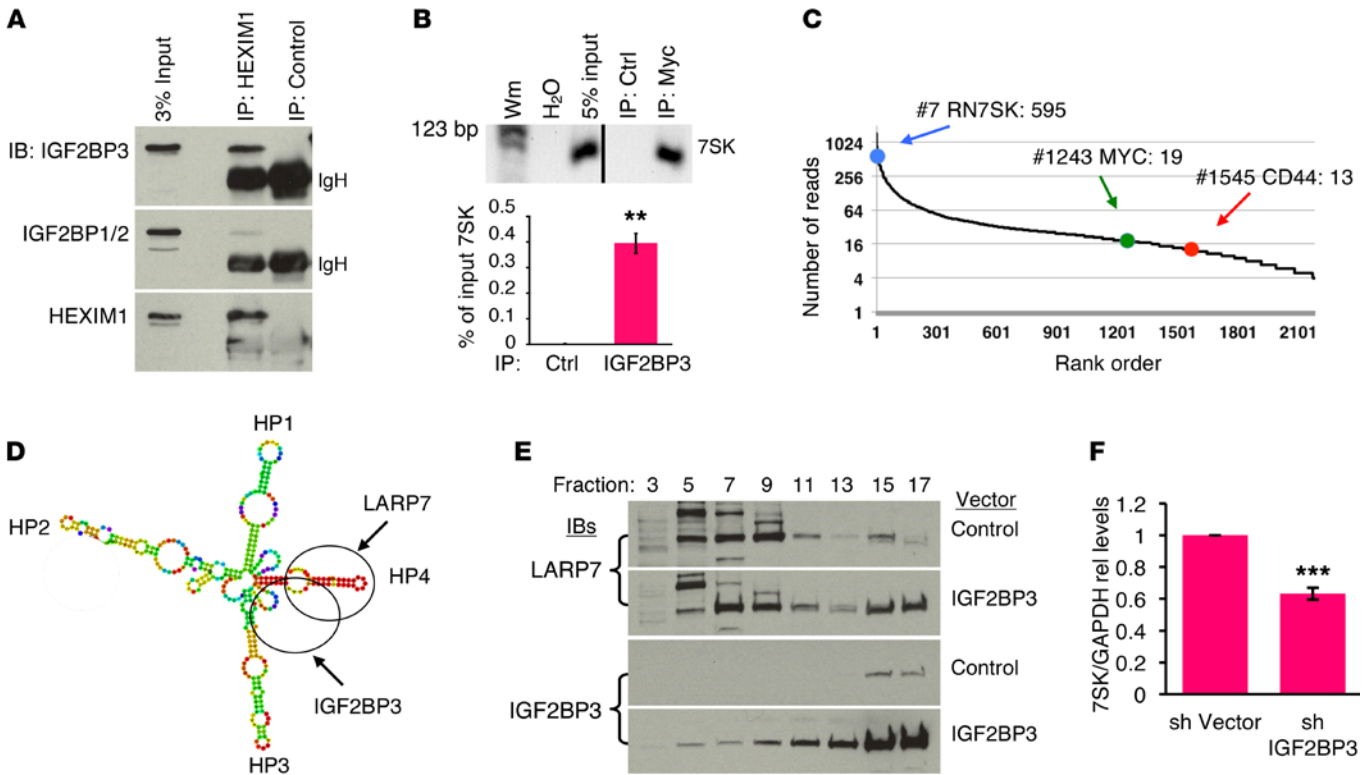 A
3% Input
IP: HEXIM1
IP: Control
IB: IGF2BP3
IgH
IGF2BP1/2
IgH
HEXIM1
B
Wm
H2O
5% input
IP: Ctrl
IP: Myc
123 bp
7SK
% of input 7SK
0.5
0.4
0.3
0.2
0.1
0
**
IP: Ctrl IGF2BP3
C
#7 RN7SK: 595
#1243 MYC: 19
#1545 CD44: 13
Number of reads
1024
256
64
16
4
1
1 301 601 901 1201 1501 1801 2101
Rank order
D
HP1
LARP7
HP2
HP4
IGF2BP3
HP3
E
Fraction: 3 5 7 9 11 13 15 17
Vector
IBs
Control
LARP7
IGF2BP3
Control
IGF2BP3
IGF2BP3
F
7SK/GAPDH rel levels
1.2
1
0.8
0.6
0.4
0.2
0
***
sh Vector
sh
IGF2BP3